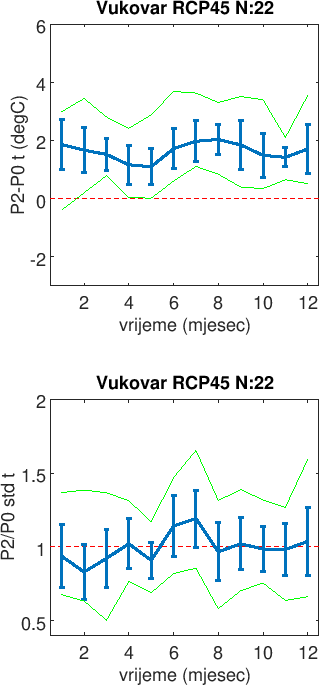 Vukovar RCP45 N:22
6
4
2
0
-2
P2-P0 t (degC)
2 4 6 8 10 12
vrijeme (mjesec)
Vukovar RCP45 N:22
2
1.5
1
0.5
P2/P0 std t
2 4 6 8 10 12
vrijeme (mjesec)